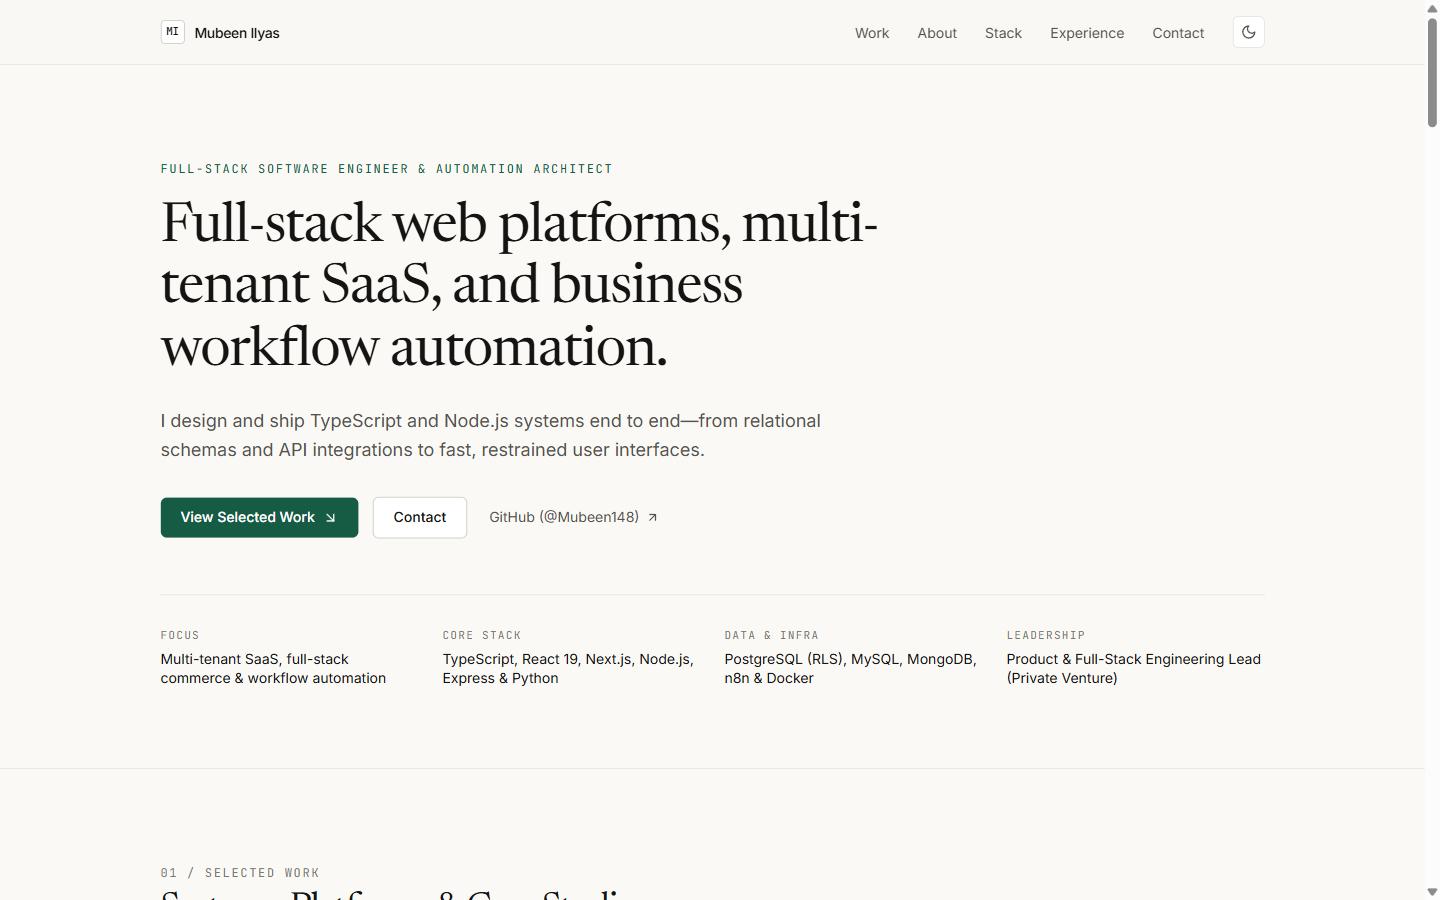 MI Mubeen Ilyas Work About Stack Experience Contact
FULL-STACK SOFTWARE ENGINEER & AUTOMATION ARCHITECT
Full-stack web platforms, multi-
tenant SaaS, and business
workflow automation.
I design and ship TypeScript and Node.js systems end to end—from relational
schemas and API integrations to fast, restrained user interfaces.
View Selected Work ↘ Contact GitHub (@Mubeen148) ↗
FOCUS
Multi-tenant SaaS, full-stack
commerce & workflow automation
CORE STACK
TypeScript, React 19, Next.js, Node.js,
Express & Python
DATA & INFRA
PostgreSQL (RLS), MySQL, MongoDB,
n8n & Docker
LEADERSHIP
Product & Full-Stack Engineering Lead
(Private Venture)
01 / SELECTED WORK